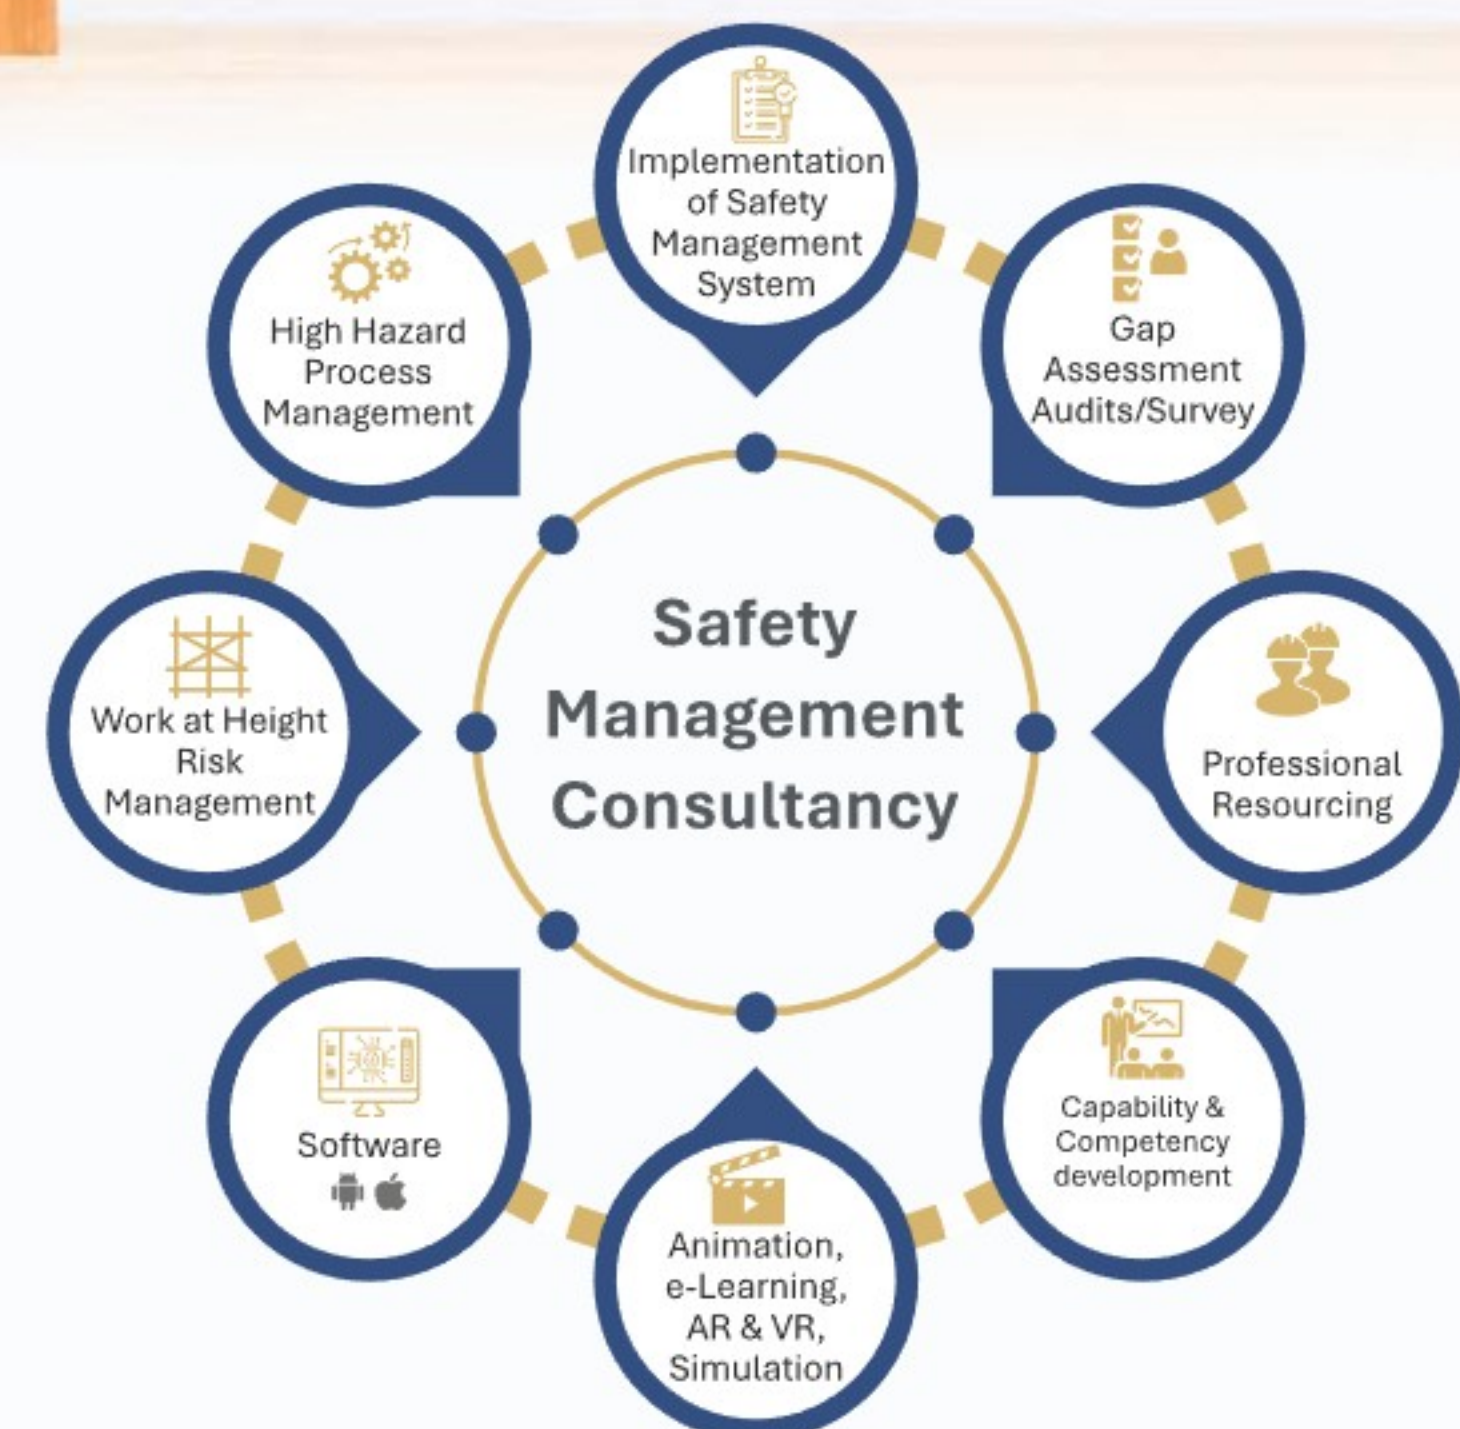 Implementation
of Safety
Management
System
Gap
Assessment
Audits/Survey
Professional
Resourcing
Capability &
Competency
development
Animation,
e-Learning,
AR & VR,
Simulation
Software
Work at Height
Risk
Management
High Hazard
Process
Management
Safety
Management
Consultancy